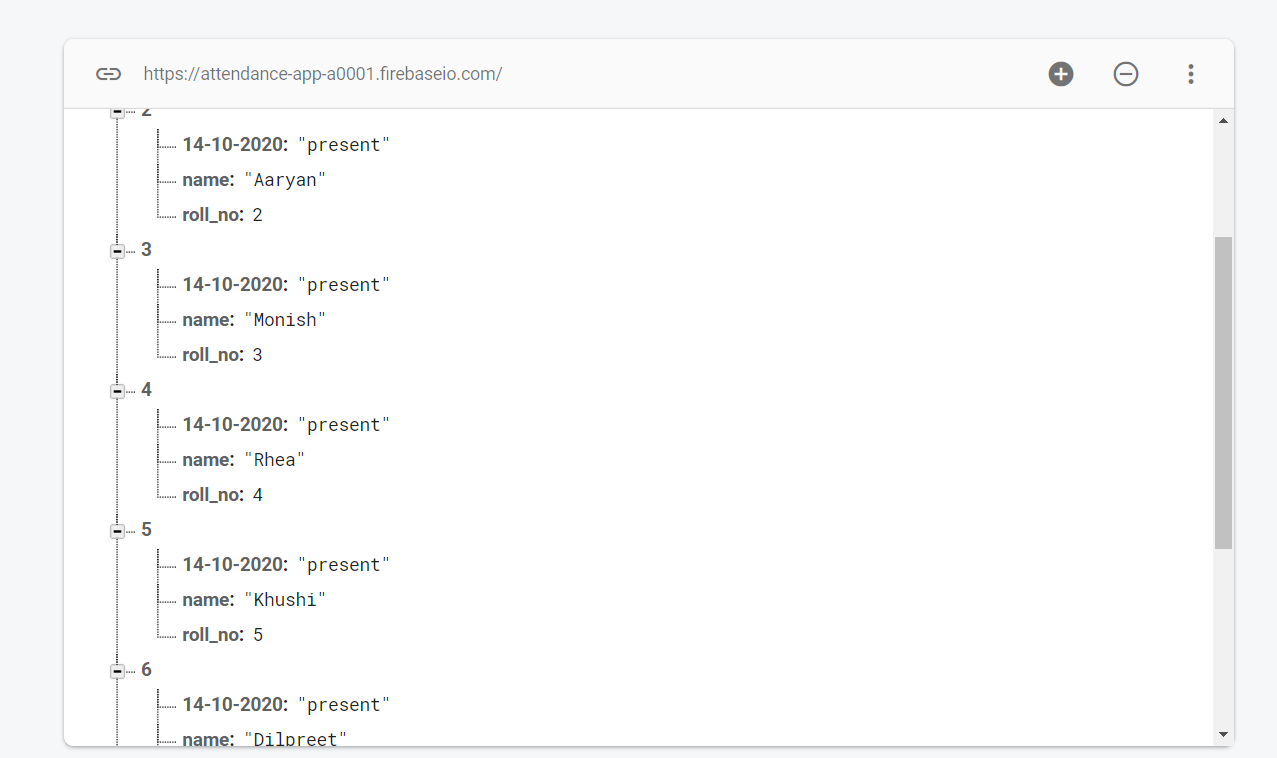 https://attendance-app-a0001.firebaseio.com/
2
14-10-2020: "present"
name: "Aaryan"
roll_no: 2
3
14-10-2020: "present"
name: "Monish"
roll_no: 3
4
14-10-2020: "present"
name: "Rhea"
roll_no: 4
5
14-10-2020: "present"
name: "Khushi"
roll_no: 5
6
14-10-2020: "present"
name: "Dilpreet"